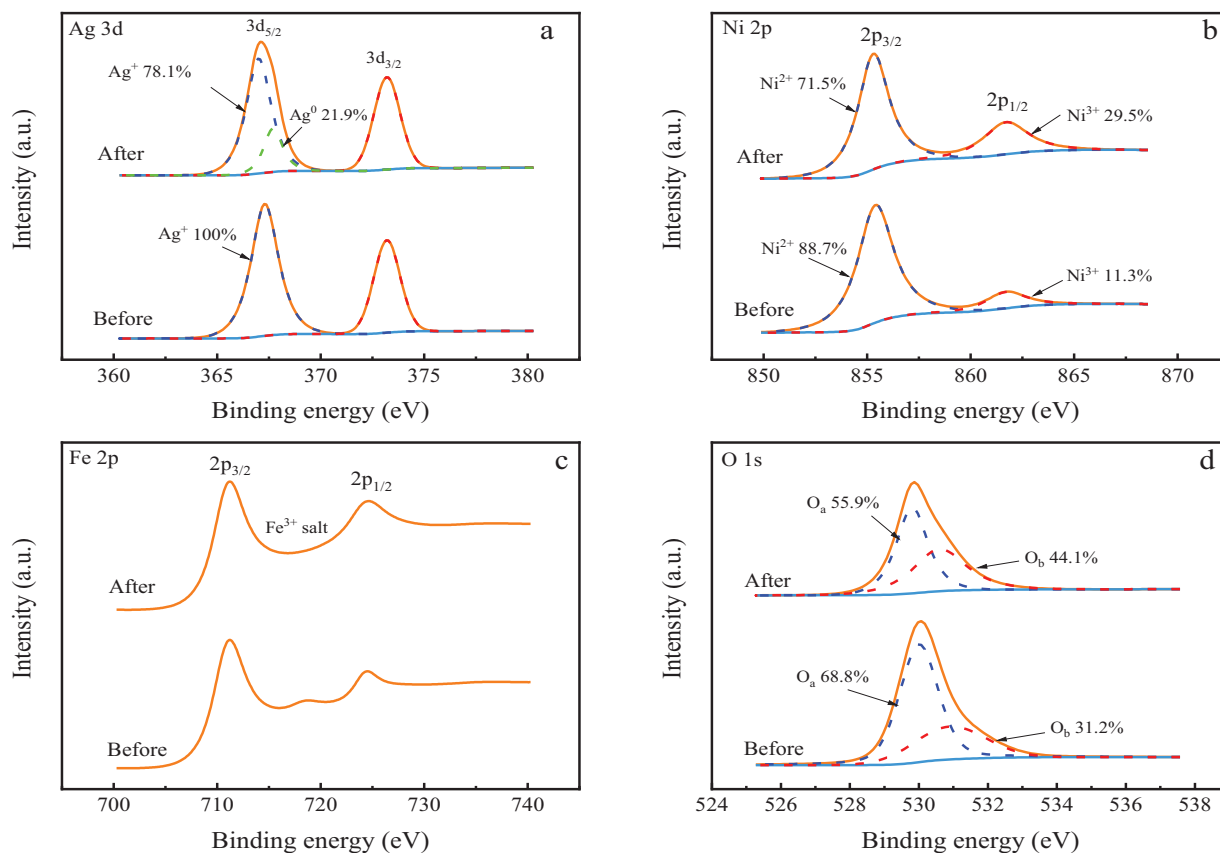 Ag 3d
3d5/2
a
Ag+ 78.1%
3d3/2
Ag0 21.9%
After
Ag+ 100%
Before
Intensity (a.u.)
360 365 370 375 380
Binding energy (eV)
Ni 2p
2p3/2
b
Ni2+ 71.5%
2p1/2
Ni3+ 29.5%
After
Ni2+ 88.7%
Ni3+ 11.3%
Before
Intensity (a.u.)
850 855 860 865 870
Binding energy (eV)
Fe 2p
2p3/2
2p1/2
c
Fe3+ salt
After
Before
Intensity (a.u.)
700 710 720 730 740
Binding energy (eV)
O 1s
d
Oa 55.9%
Ob 44.1%
After
Oa 68.8%
Ob 31.2%
Before
Intensity (a.u.)
524 526 528 530 532 534 536 538
Binding energy (eV)